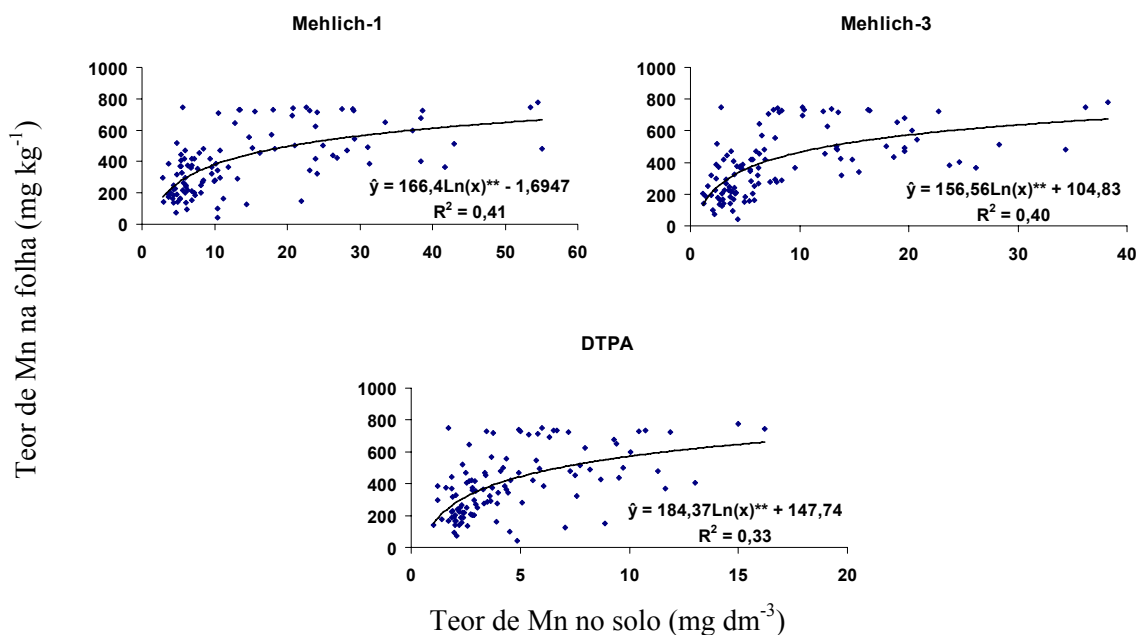 Mehlich-1
Mehlich-3
1000
800
600
400
200
0
0 10 20 30 40 50 60
ŷ = 166,4Ln(x)** - 1,6947
R² = 0,41
1000
800
600
400
200
0
0 10 20 30 40
ŷ = 156,56Ln(x)** + 104,83
R² = 0,40
Teor de Mn na folha (mg kg⁻¹)
DTPA
1000
800
600
400
200
0
0 5 10 15 20
ŷ = 184,37Ln(x)** + 147,74
R² = 0,33
Teor de Mn no solo (mg dm⁻³)